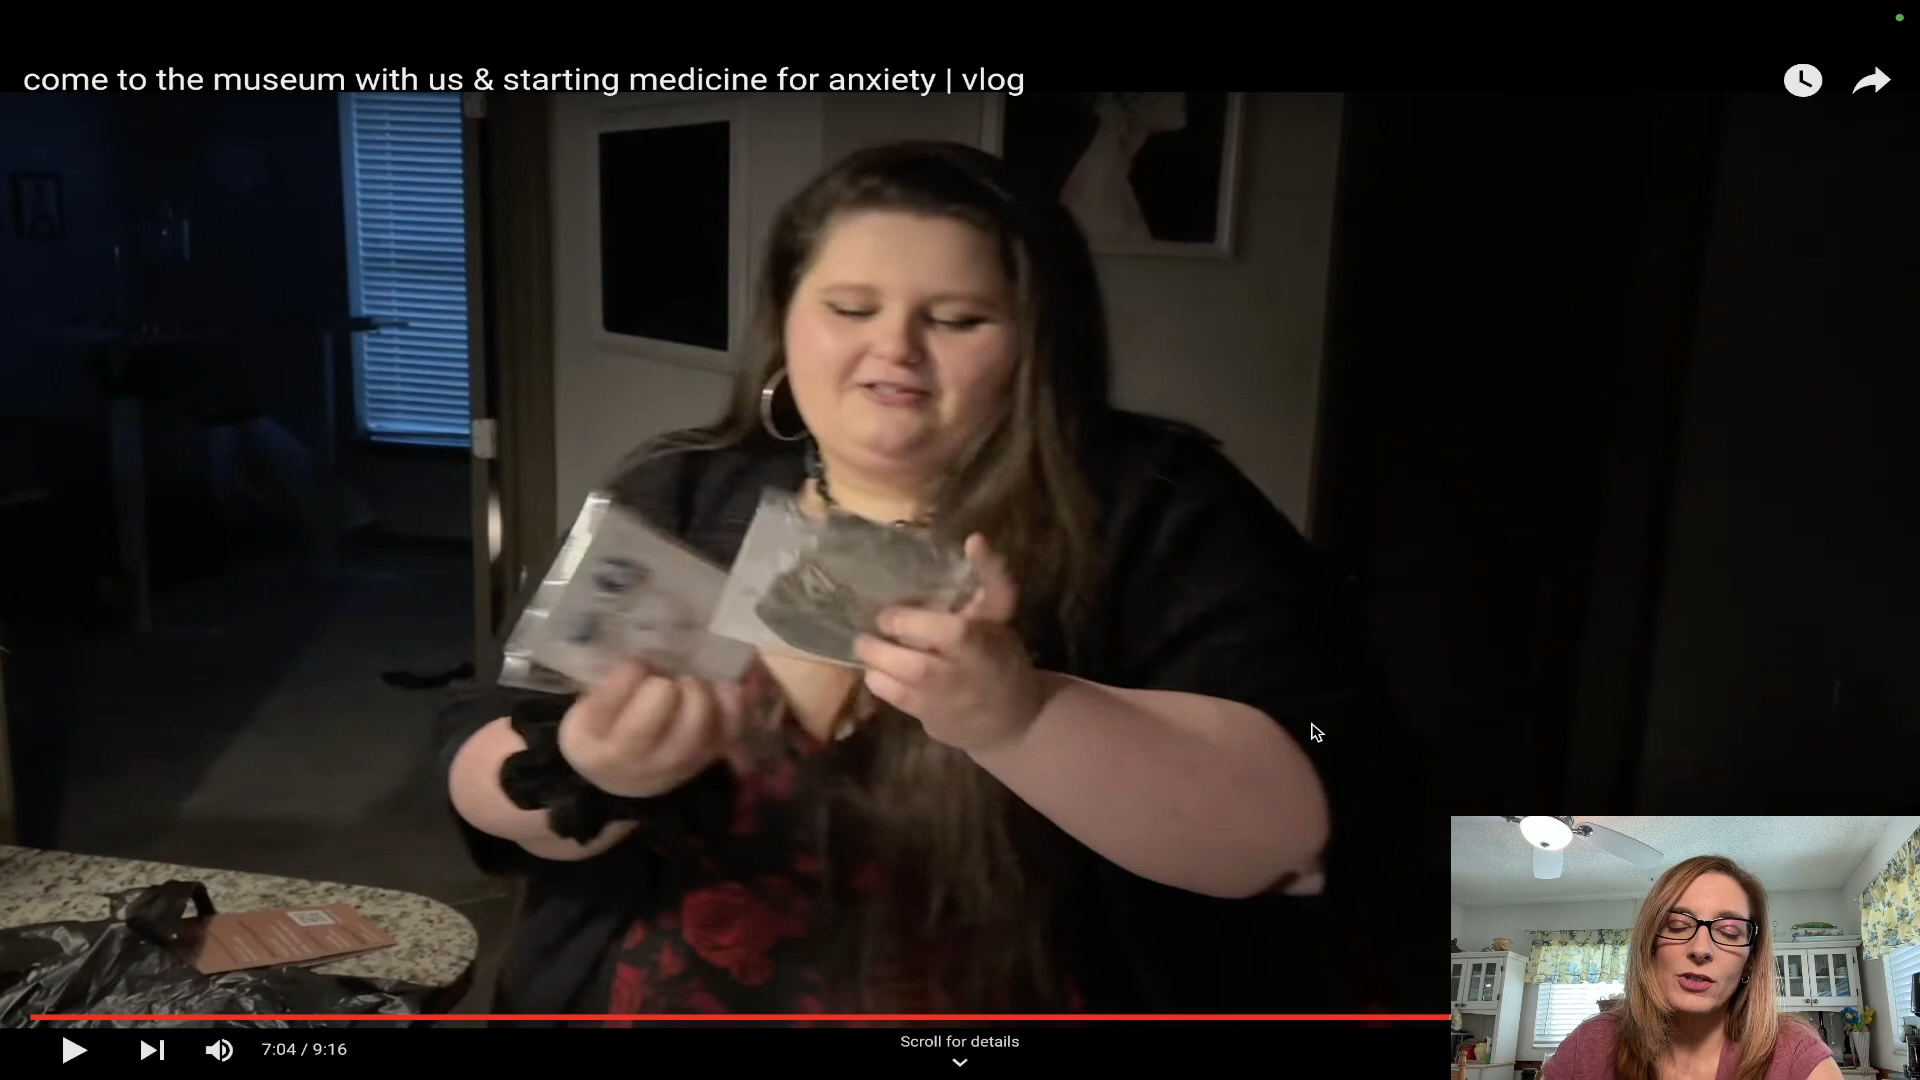 come to the museum with us & starting medicine for anxiety | vlog
7:04 / 9:16
Scroll for details